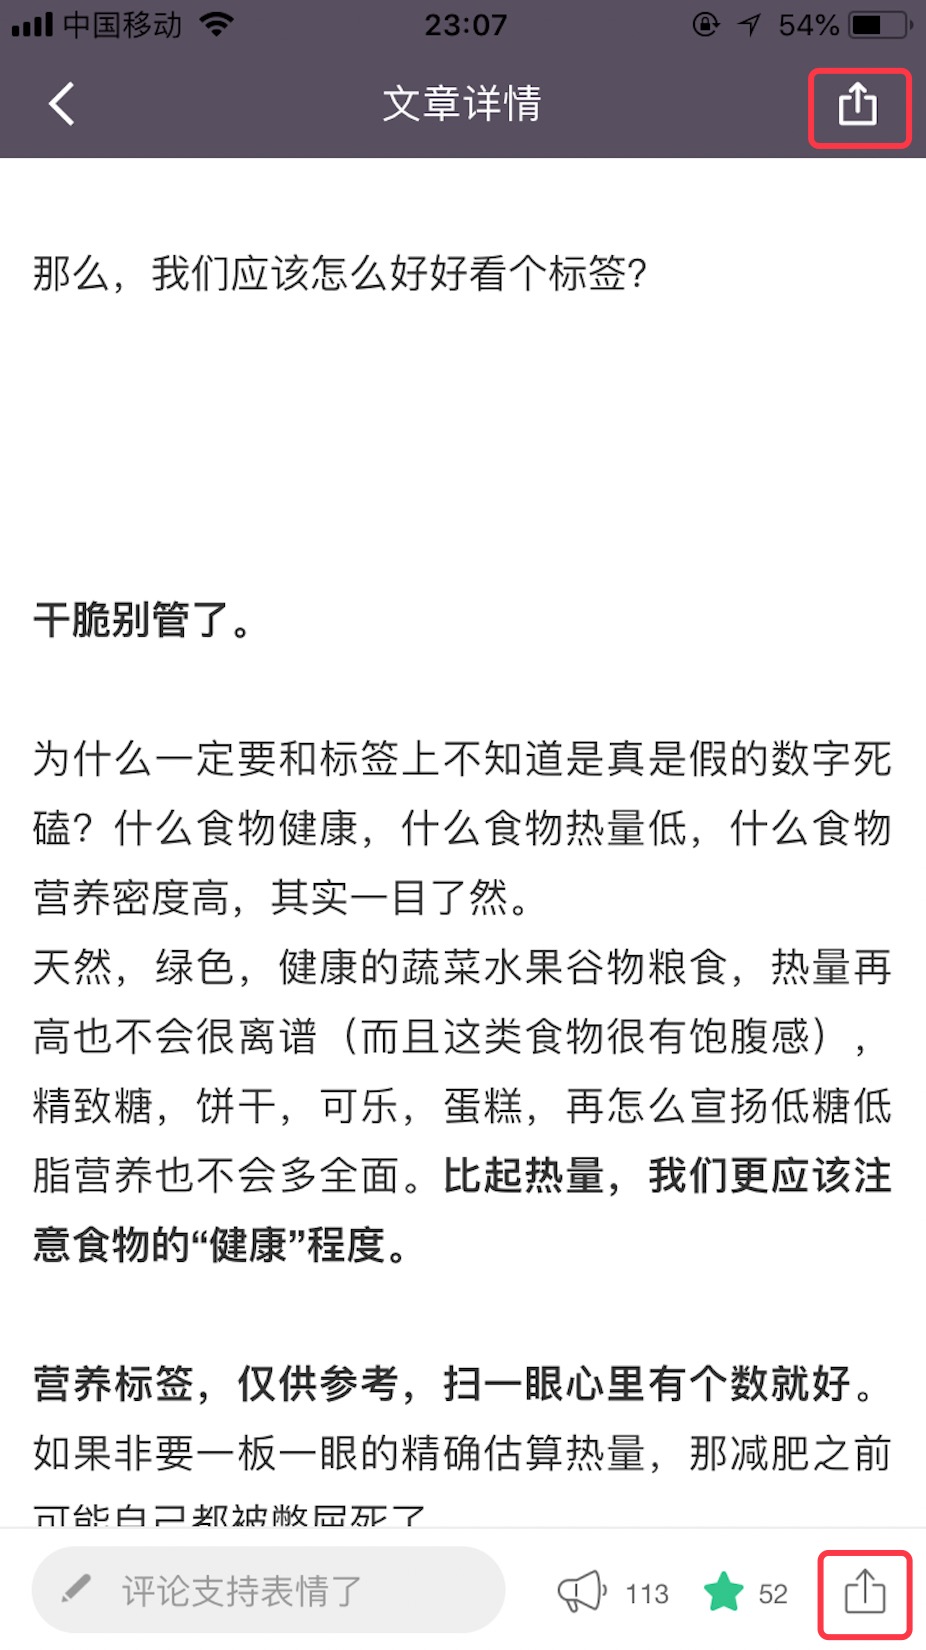 中国移动 23:07 54%
文章详情
那么，我们应该怎么好好看个标签？
干脆别管了。
为什么一定要和标签上不知道是真是假的数字死
磕？什么食物健康，什么食物热量低，什么食物
营养密度高，其实一目了然。
天然，绿色，健康的蔬菜水果谷物粮食，热量再
高也不会很离谱（而且这类食物很有饱腹感），
精致糖，饼干，可乐，蛋糕，再怎么宣扬低糖低
脂营养也不会多全面。比起热量，我们更应该注
意食物的“健康”程度。
营养标签，仅供参考，扫一眼心里有个数就好。
如果非要一板一眼的精确估算热量，那减肥之前
可能自己都被憋屈死了
评论支持表情了 113 52